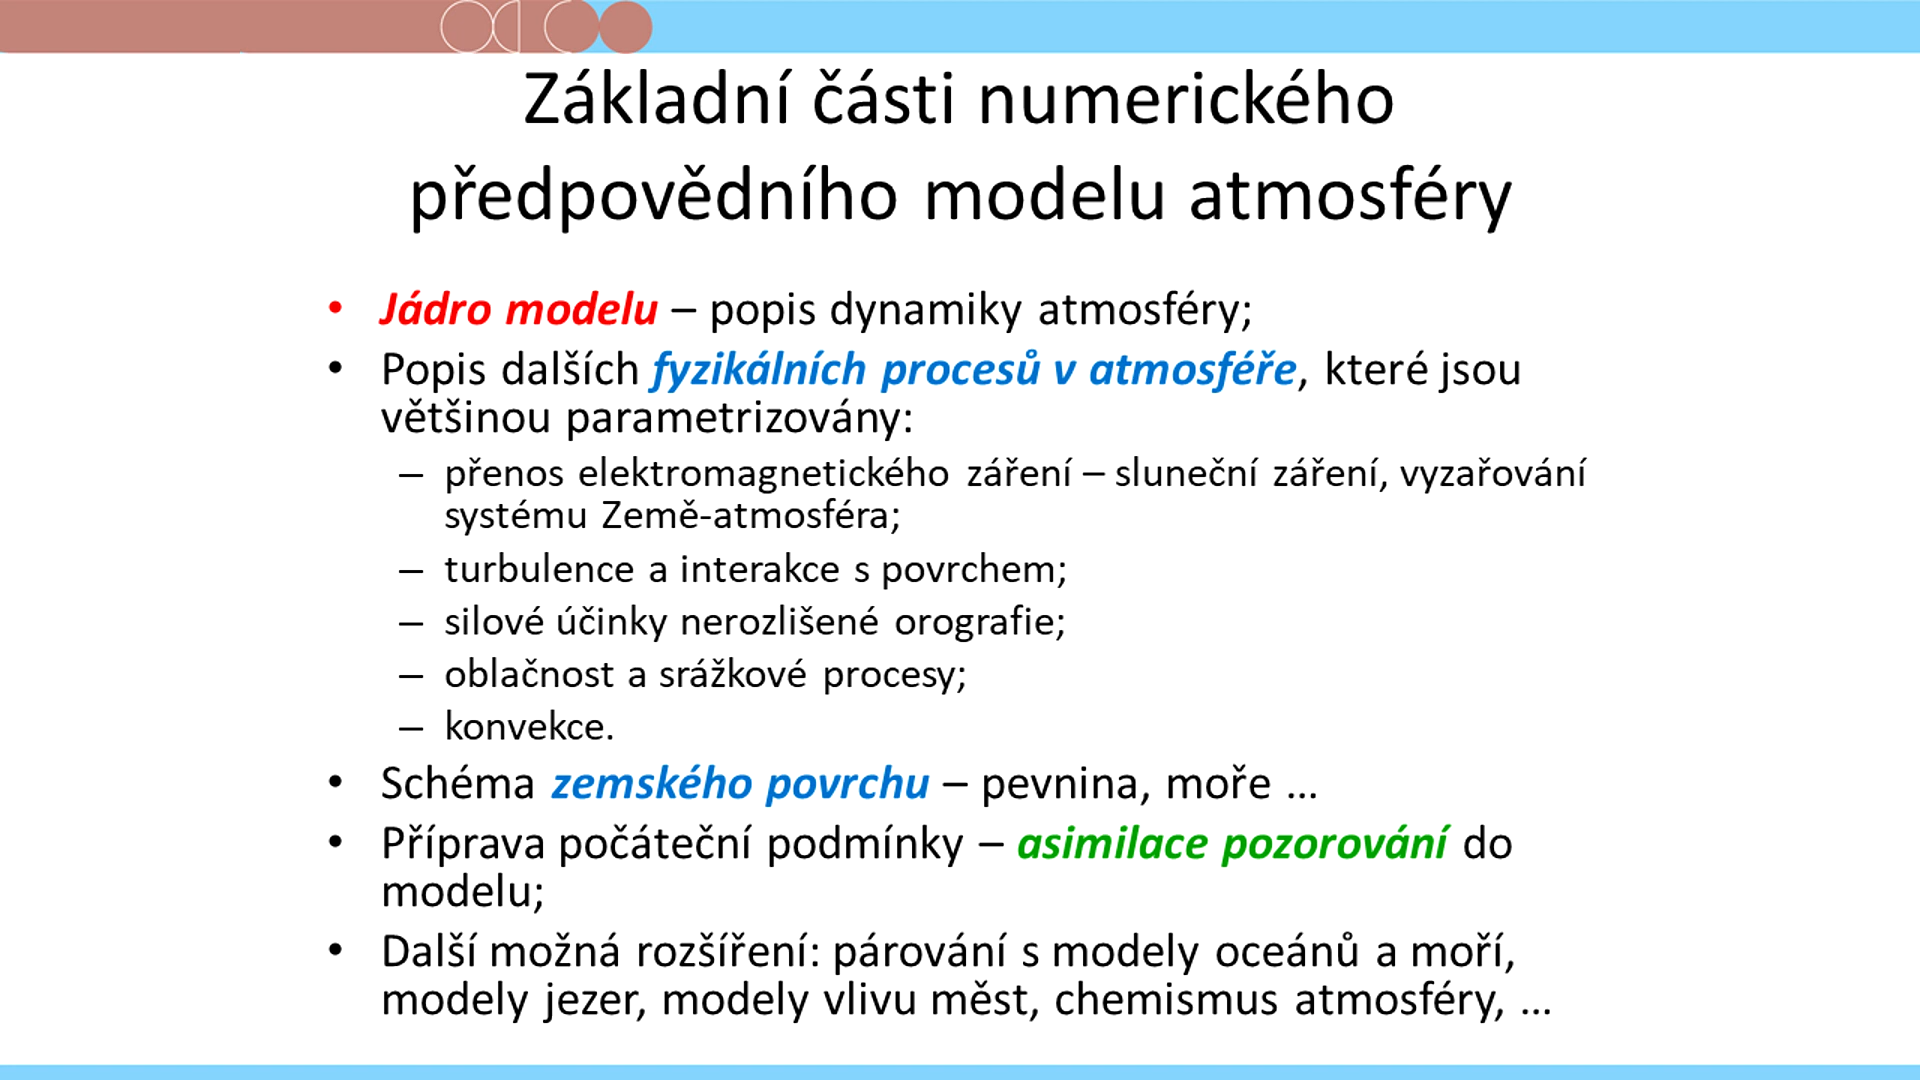 Základní části numerického
předpovědního modelu atmosféry
• Jádro modelu – popis dynamiky atmosféry;
• Popis dalších fyzikálních procesů v atmosféře, které jsou
většinou parametrizovány:
– přenos elektromagnetického záření – sluneční záření, vyzařování
systému Země-atmosféra;
– turbulence a interakce s povrchem;
– silové účinky nerozlišené orografie;
– oblačnost a srážkové procesy;
– konvekce.
• Schéma zemského povrchu – pevnina, moře ...
• Příprava počáteční podmínky – asimilace pozorování do
modelu;
• Další možná rozšíření: párování s modely oceánů a moří,
modely jezer, modely vlivu měst, chemismus atmosféry, ...